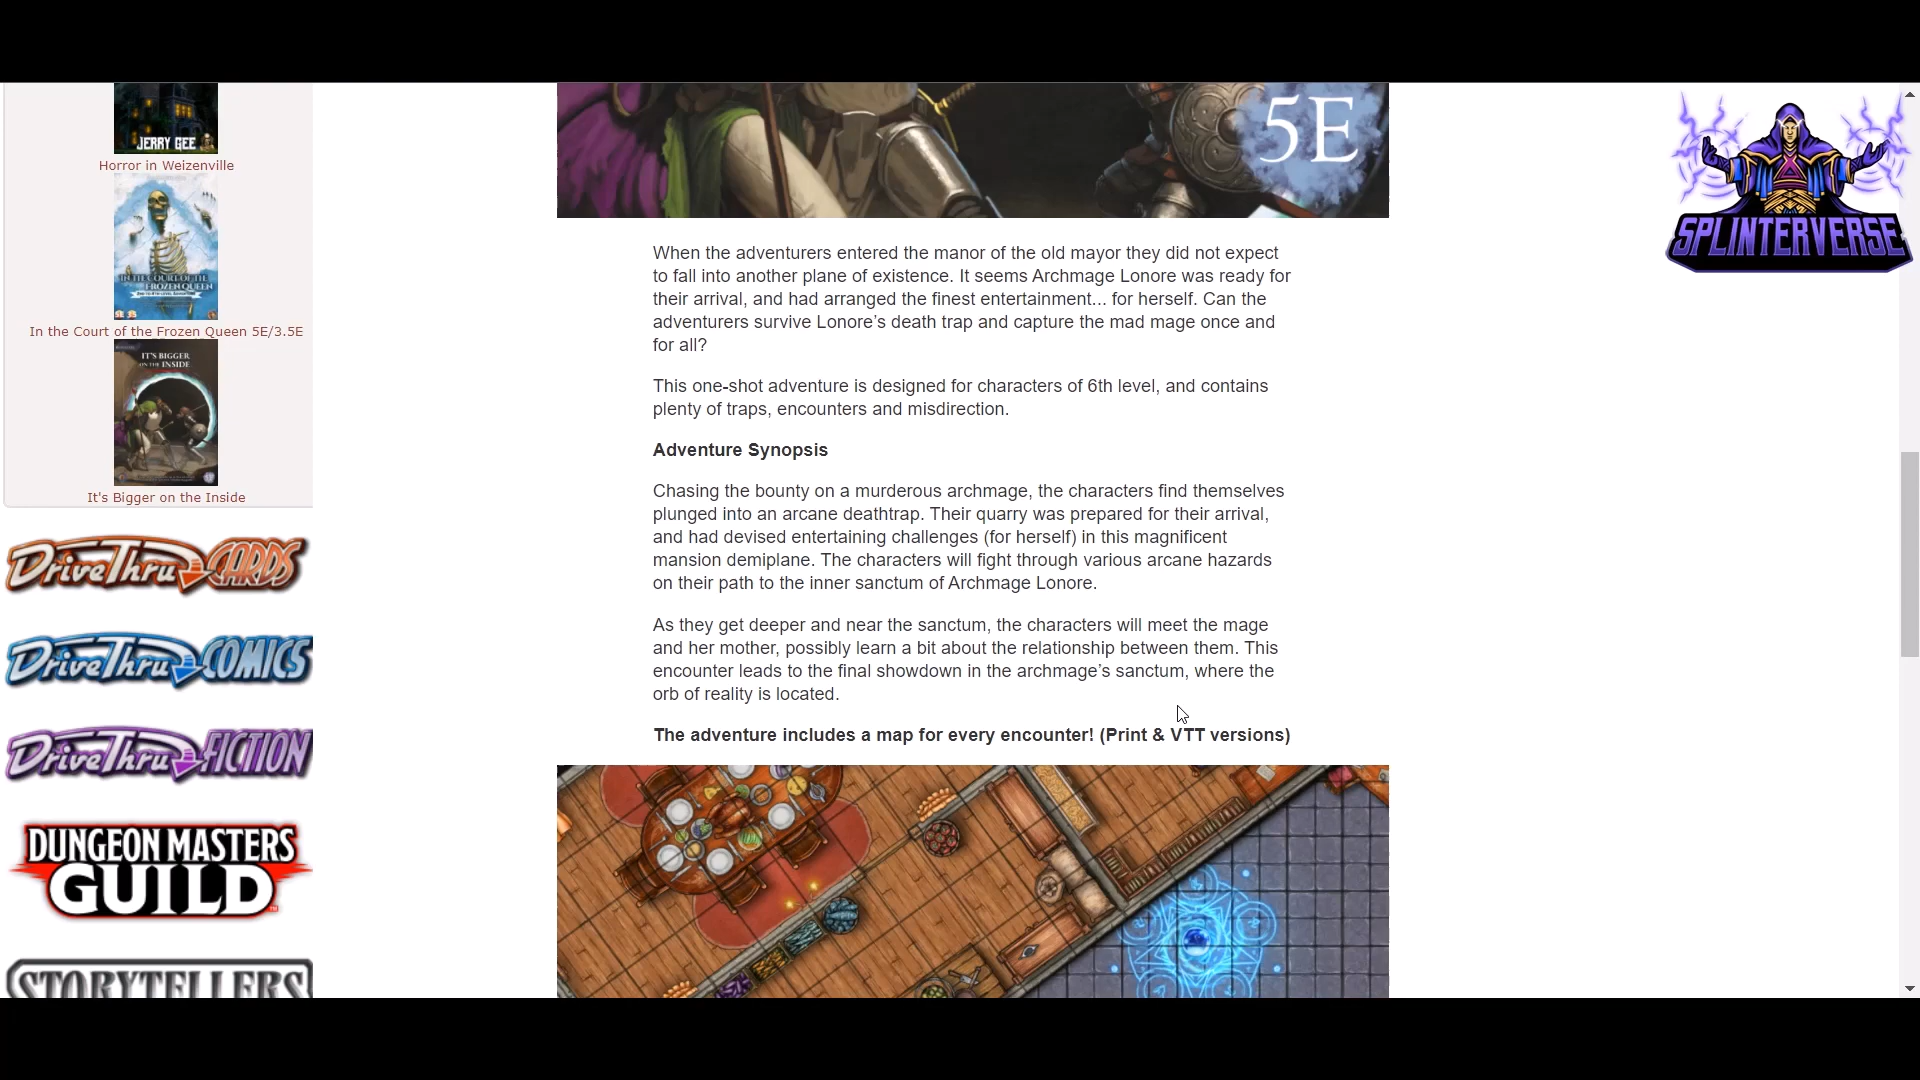 JERRY GEE
Horror in Weizenville
IN THE COURT OF THE
FROZEN QUEEN
In the Court of the Frozen Queen 5E/3.5E
IT'S BIGGER
ON THE INSIDE
It's Bigger on the Inside
DriveThru CARDS
DriveThru COMICS
DriveThru FICTION
DUNGEON MASTERS
GUILD
STORYTELLERS
5E
When the adventurers entered the manor of the old mayor they did not expect
to fall into another plane of existence. It seems Archmage Lonore was ready for
their arrival, and had arranged the finest entertainment... for herself. Can the
adventurers survive Lonore’s death trap and capture the mad mage once and
for all?
This one-shot adventure is designed for characters of 6th level, and contains
plenty of traps, encounters and misdirection.
Adventure Synopsis
Chasing the bounty on a murderous archmage, the characters find themselves
plunged into an arcane deathtrap. Their quarry was prepared for their arrival,
and had devised entertaining challenges (for herself) in this magnificent
mansion demiplane. The characters will fight through various arcane hazards
on their path to the inner sanctum of Archmage Lonore.
As they get deeper and near the sanctum, the characters will meet the mage
and her mother, possibly learn a bit about the relationship between them. This
encounter leads to the final showdown in the archmage’s sanctum, where the
orb of reality is located.
The adventure includes a map for every encounter! (Print & VTT versions)
SPLINTERVERSE